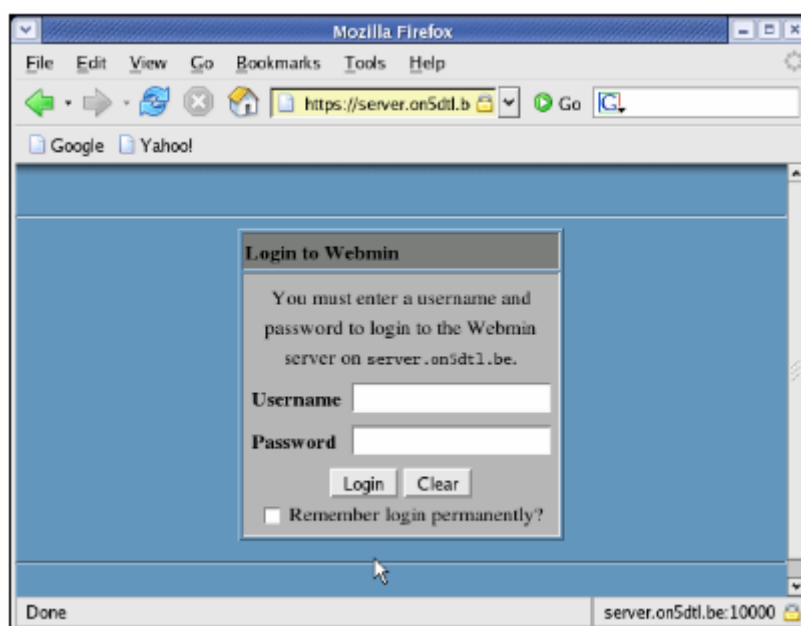 Mozilla Firefox
File Edit View Go Bookmarks Tools Help
https://server.on5dtl.b Go G
Google Yahoo!
Login to Webmin
You must enter a username and
password to login to the Webmin
server on server.on5dtl.be.
Username
Password
Login Clear
Remember login permanently?
Done server.on5dtl.be:10000